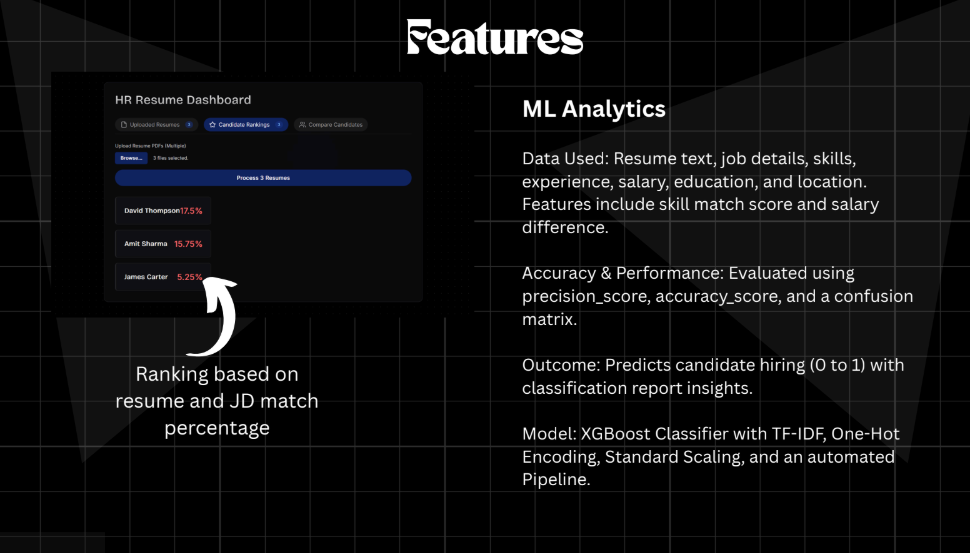 Features
HR Resume Dashboard
Uploaded Resumes 3 Candidate Rankings 3 Compare Candidates
Upload Resume PDFs (Multiple)
Browse... 3 files selected.
Process 3 Resumes
David Thompson 17.5%
Amit Sharma 15.75%
James Carter 5.25%
Ranking based on
resume and JD match
percentage
ML Analytics
Data Used: Resume text, job details, skills,
experience, salary, education, and location.
Features include skill match score and salary
difference.
Accuracy & Performance: Evaluated using
precision_score, accuracy_score, and a confusion
matrix.
Outcome: Predicts candidate hiring (0 to 1) with
classification report insights.
Model: XGBoost Classifier with TF-IDF, One-Hot
Encoding, Standard Scaling, and an automated
Pipeline.